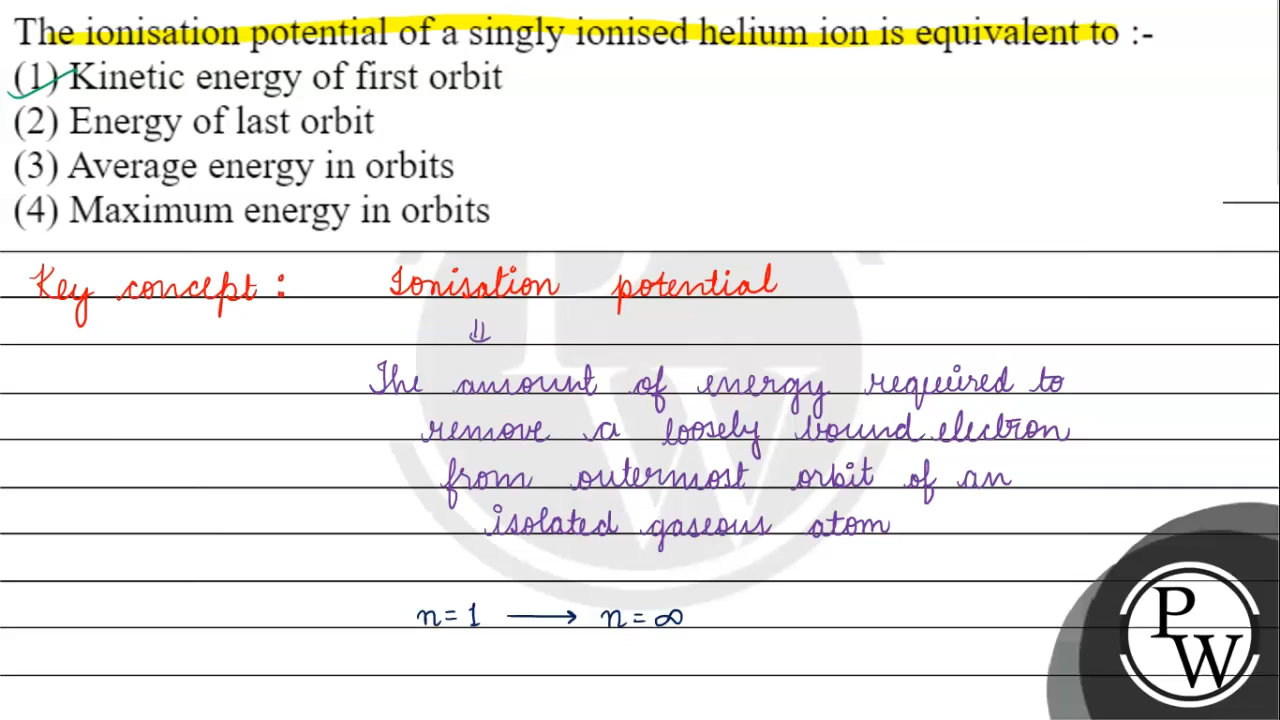 The ionisation potential of a singly ionised helium ion is equivalent to :-
(1) Kinetic energy of first orbit
(2) Energy of last orbit
(3) Average energy in orbits
(4) Maximum energy in orbits
Key concept : Ionisation potential
⇓
The amount of energy required to
remove a loosely bound electron
from outermost orbit of an
isolated gaseous atom
n = 1 ⟶ n = ∞
P
W